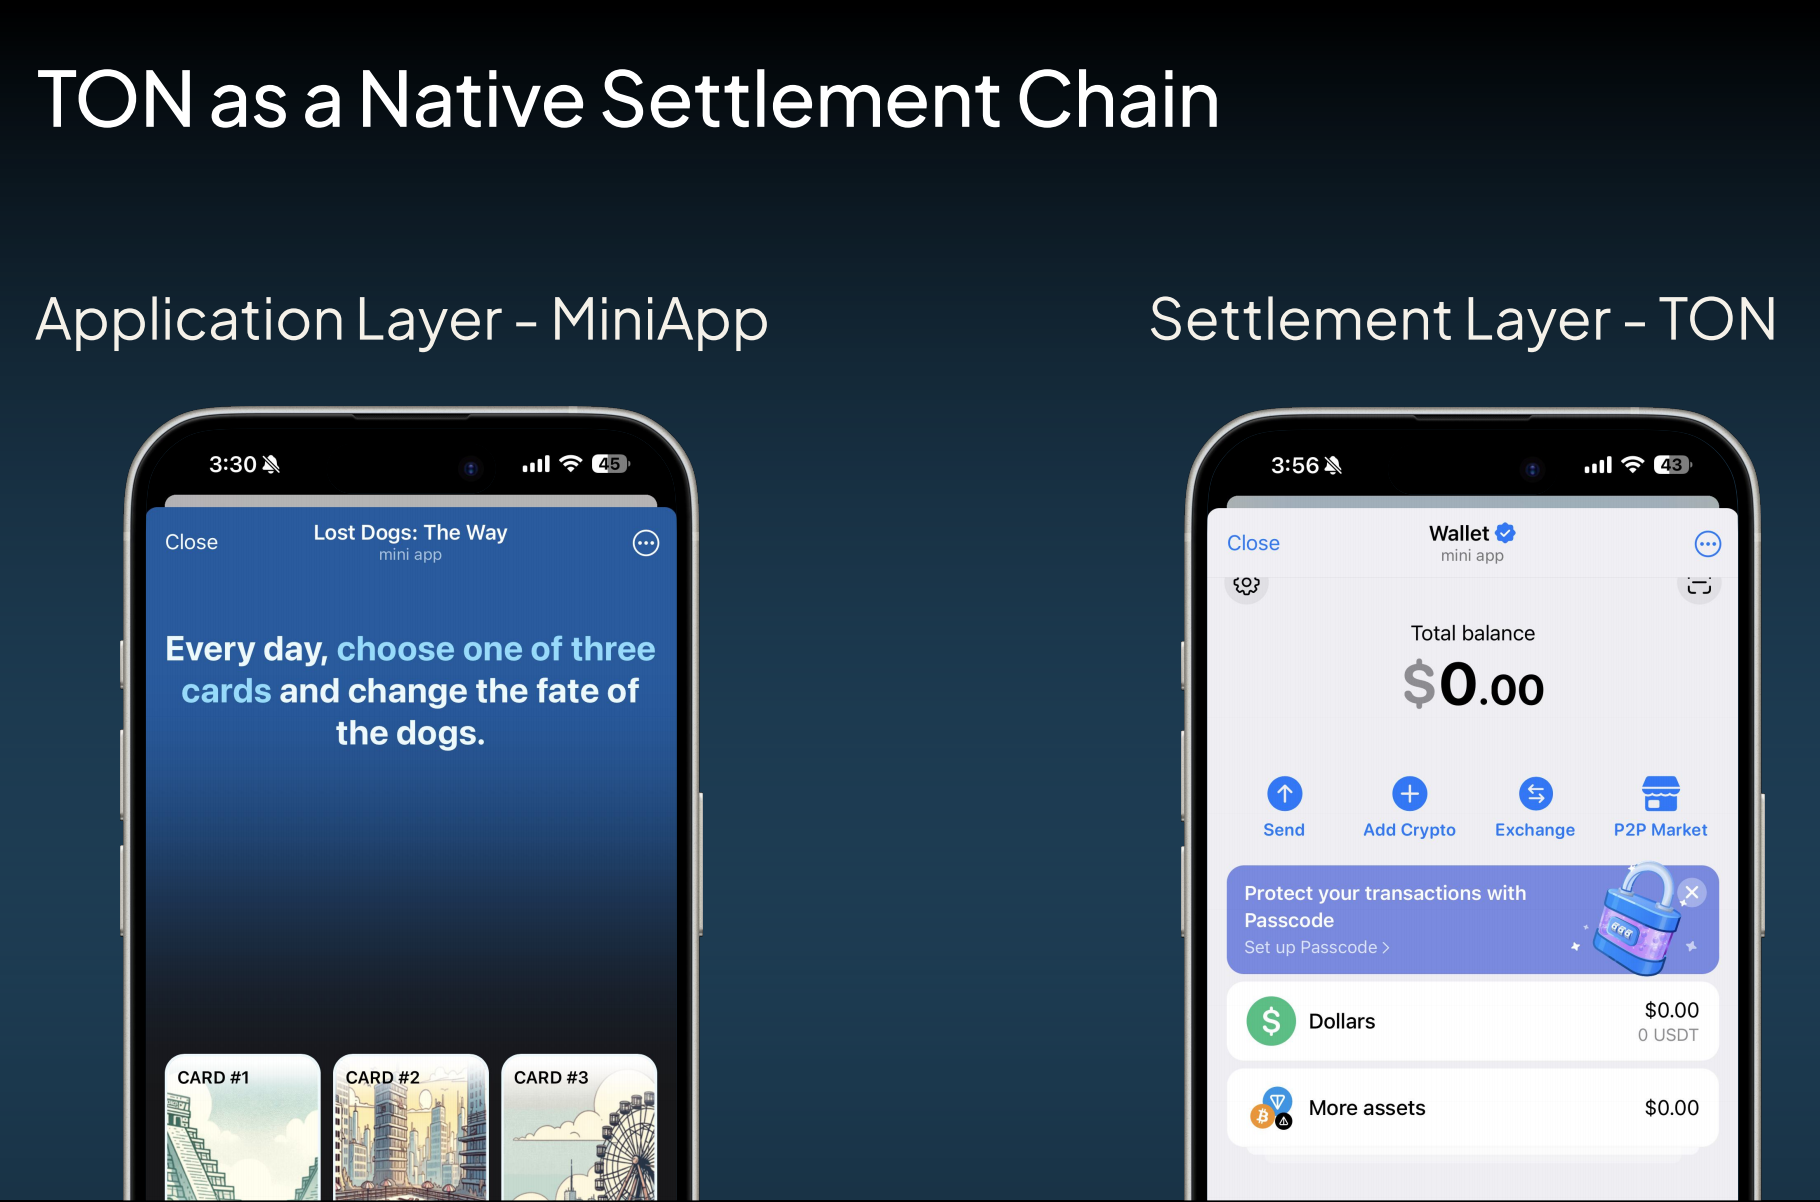 TON as a Native Settlement Chain
Application Layer - MiniApp
3:30
45
Close
Lost Dogs: The Way
mini app
Every day, choose one of three
cards and change the fate of
the dogs.
CARD #1
CARD #2
CARD #3
Settlement Layer - TON
3:56
43
Close
Wallet
mini app
Total balance
$0.00
Send
Add Crypto
Exchange
P2P Market
Protect your transactions with
Passcode
Set up Passcode >
$
Dollars
$0.00
0 USDT
More assets
$0.00